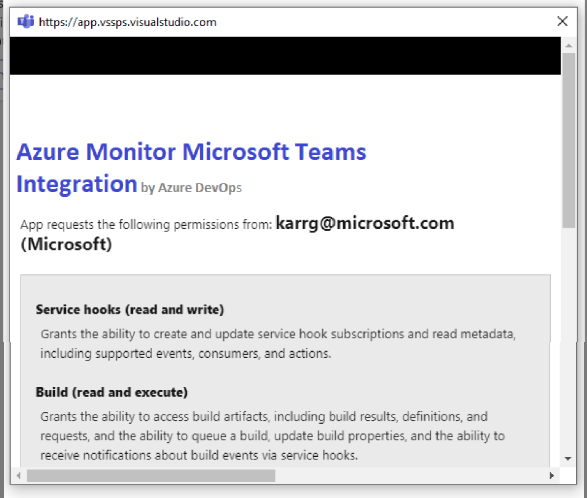 https://app.vssps.visualstudio.com
Azure Monitor Microsoft Teams
Integration by Azure DevOps
App requests the following permissions from: karrg@microsoft.com
(Microsoft)
Service hooks (read and write)
Grants the ability to create and update service hook subscriptions and read metadata,
including supported events, consumers, and actions.
Build (read and execute)
Grants the ability to access build artifacts, including build results, definitions, and
requests, and the ability to queue a build, update build properties, and the ability to
receive notifications about build events via service hooks.